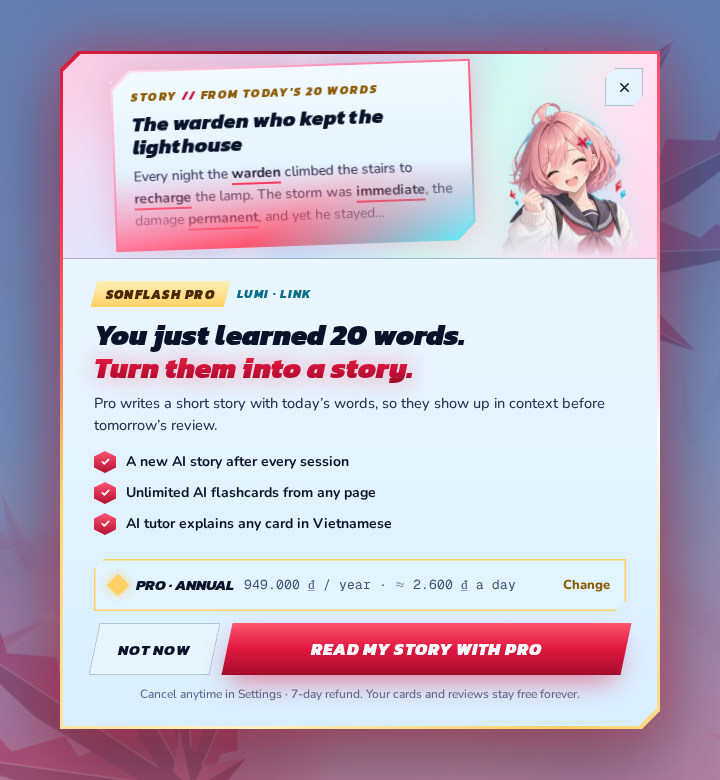 STORY // FROM TODAY'S 20 WORDS
The warden who kept the
lighthouse
Every night the warden climbed the stairs to
recharge the lamp. The storm was immediate, the
damage permanent, and yet he stayed...
✕
SONFLASH PRO LUMI · LINK
You just learned 20 words.
Turn them into a story.
Pro writes a short story with today’s words, so they show up in context before
tomorrow’s review.
A new AI story after every session
Unlimited AI flashcards from any page
AI tutor explains any card in Vietnamese
PRO · ANNUAL 949.000 ₫ / year · ≈ 2.600 ₫ a day Change
NOT NOW READ MY STORY WITH PRO
Cancel anytime in Settings · 7-day refund. Your cards and reviews stay free forever.